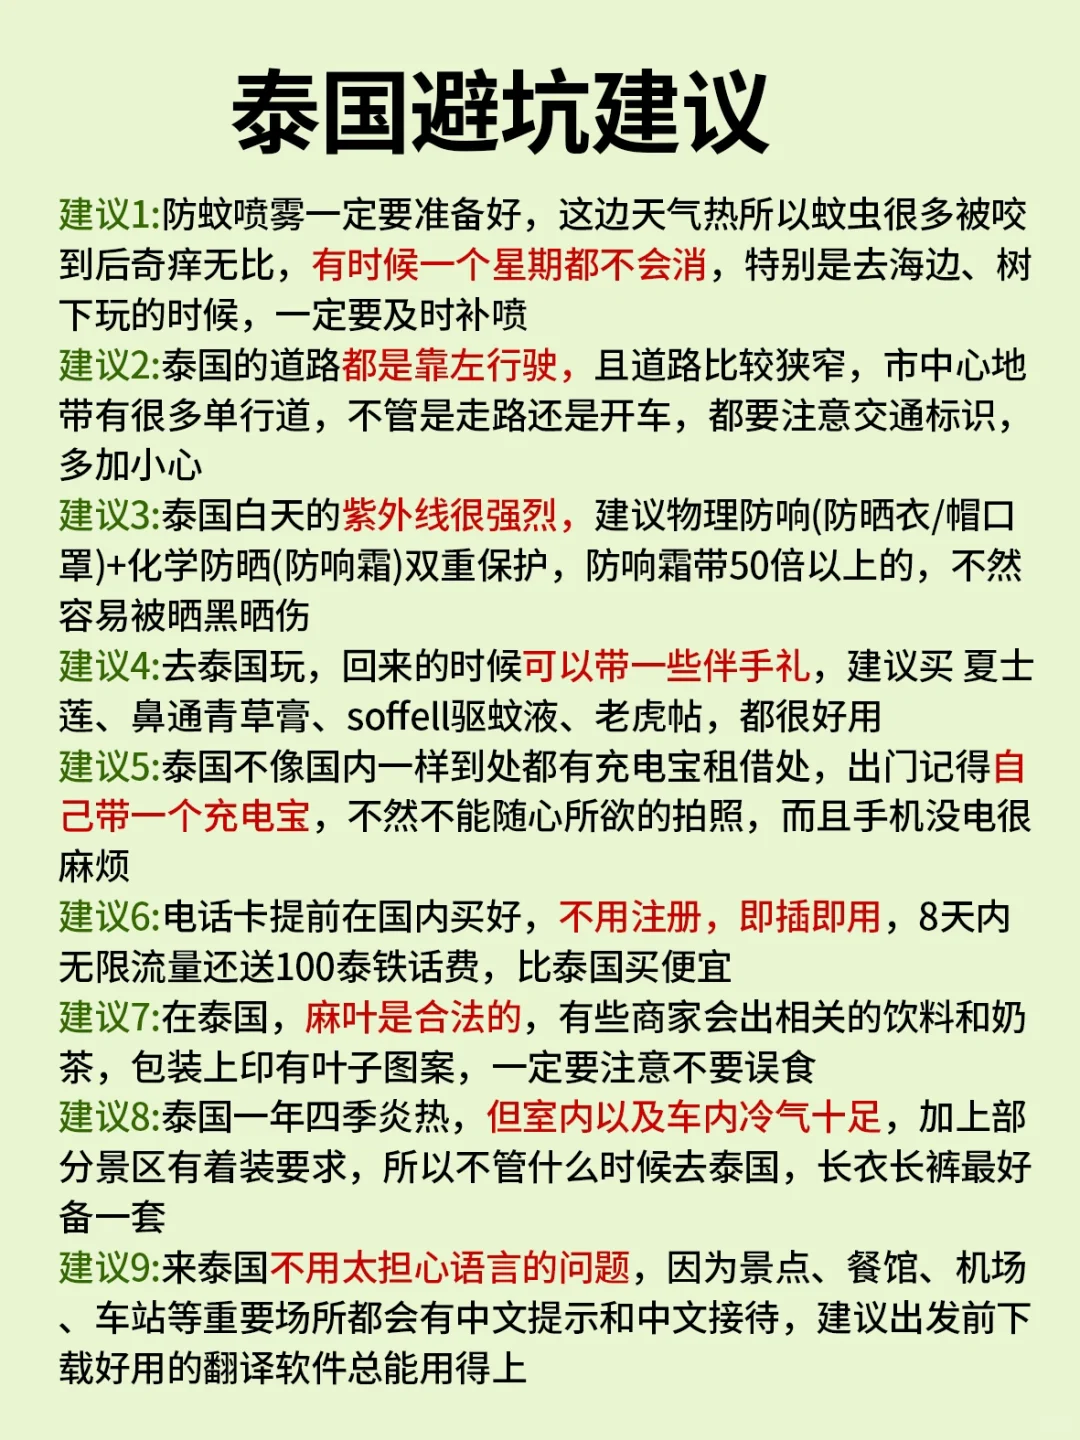 泰国避坑建议
建议1:防蚊喷雾一定要准备好，这边天气热所以蚊虫很多被咬
到后奇痒无比，有时候一个星期都不会消，特别是去海边、树
下玩的时候，一定要及时补喷
建议2:泰国的道路都是靠左行驶，且道路比较狭窄，市中心地
带有很多单行道，不管是走路还是开车，都要注意交通标识，
多加小心
建议3:泰国白天的紫外线很强烈，建议物理防响(防晒衣/帽口
罩)+化学防晒(防响霜)双重保护，防响霜带50倍以上的，不然
容易被晒黑晒伤
建议4:去泰国玩，回来的时候可以带一些伴手礼，建议买 夏士
莲、鼻通青草膏、soffell驱蚊液、老虎帖，都很好用
建议5:泰国不像国内一样到处都有充电宝租借处，出门记得自
己带一个充电宝，不然不能随心所欲的拍照，而且手机没电很
麻烦
建议6:电话卡提前在国内买好，不用注册，即插即用，8天内
无限流量还送100泰铁话费，比泰国买便宜
建议7:在泰国，麻叶是合法的，有些商家会出相关的饮料和奶
茶，包装上印有叶子图案，一定要注意不要误食
建议8:泰国一年四季炎热，但室内以及车内冷气十足，加上部
分景区有着装要求，所以不管什么时候去泰国，长衣长裤最好
备一套
建议9:来泰国不用太担心语言的问题，因为景点、餐馆、机场
、车站等重要场所都会有中文提示和中文接待，建议出发前下
载好用的翻译软件总能用得上